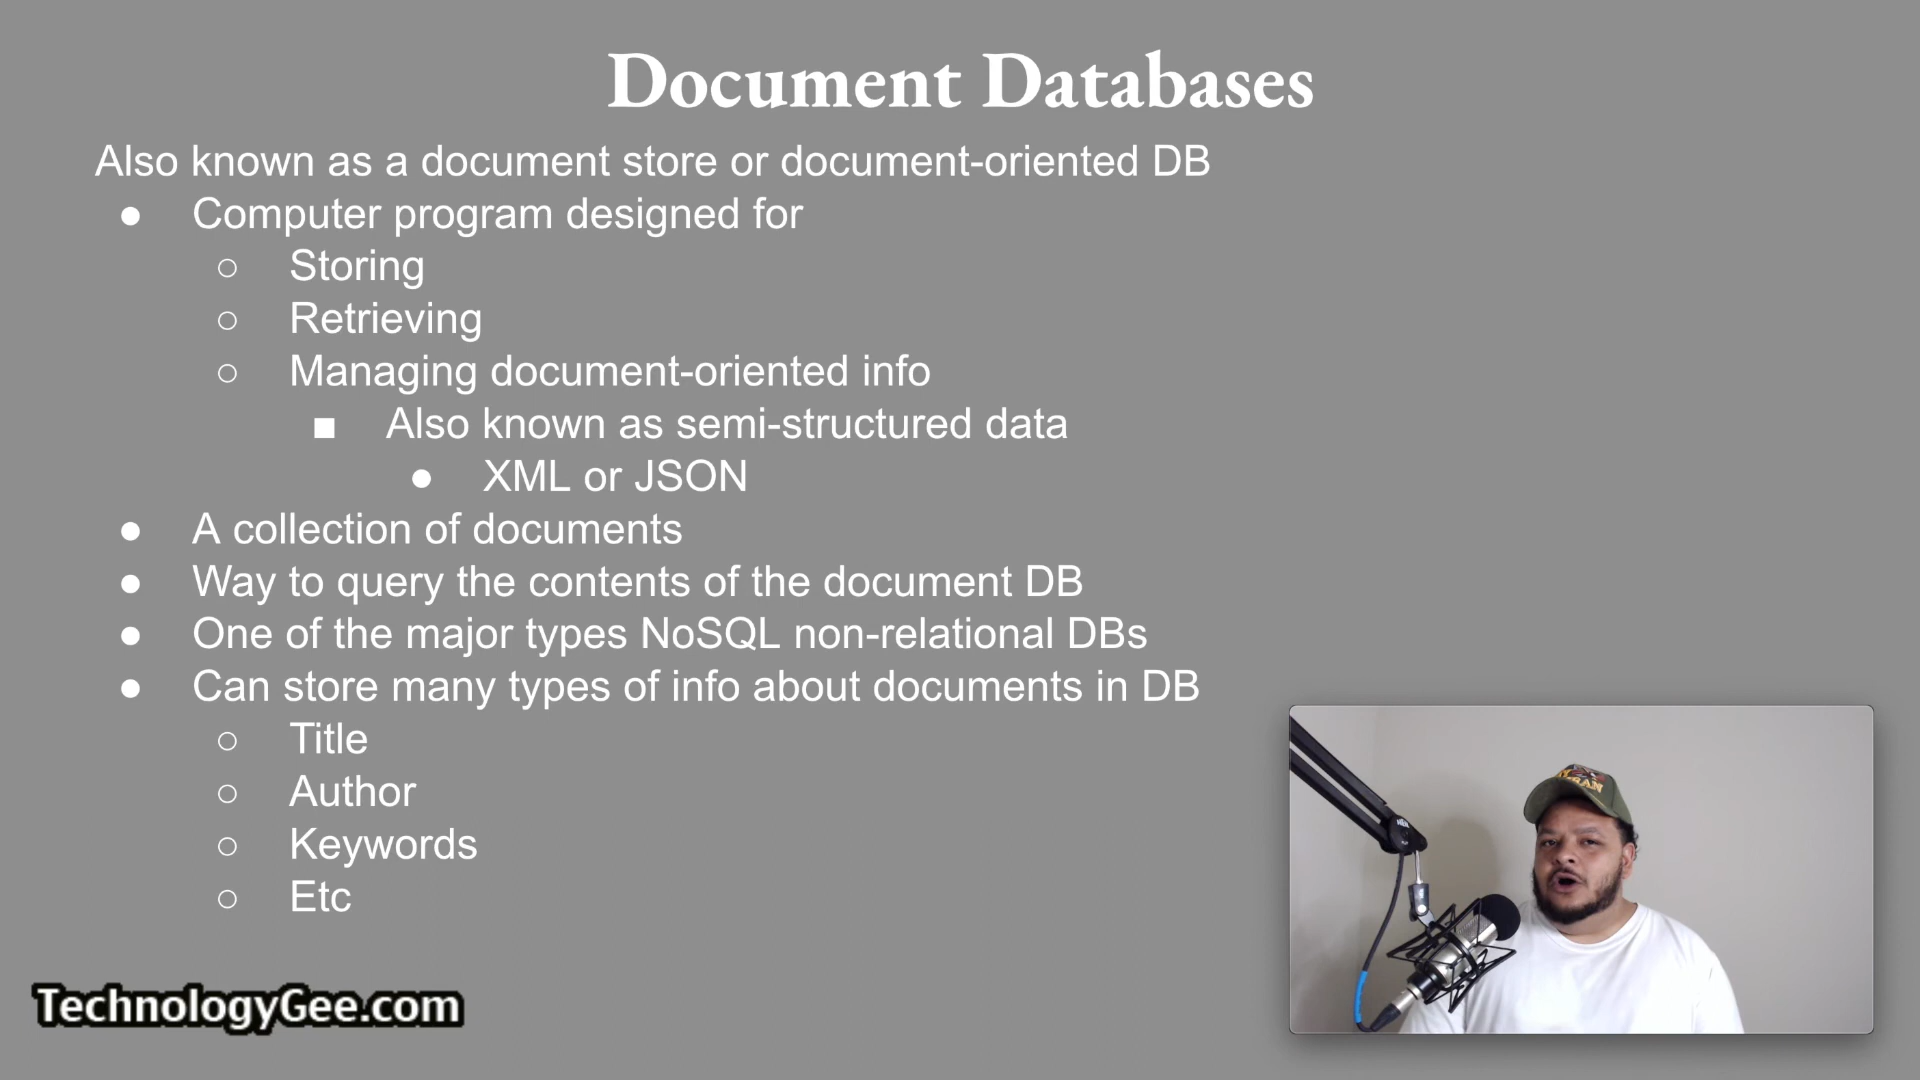 Document Databases
Also known as a document store or document-oriented DB
● Computer program designed for
○ Storing
○ Retrieving
○ Managing document-oriented info
■ Also known as semi-structured data
● XML or JSON
● A collection of documents
● Way to query the contents of the document DB
● One of the major types NoSQL non-relational DBs
● Can store many types of info about documents in DB
○ Title
○ Author
○ Keywords
○ Etc
TechnologyGee.com